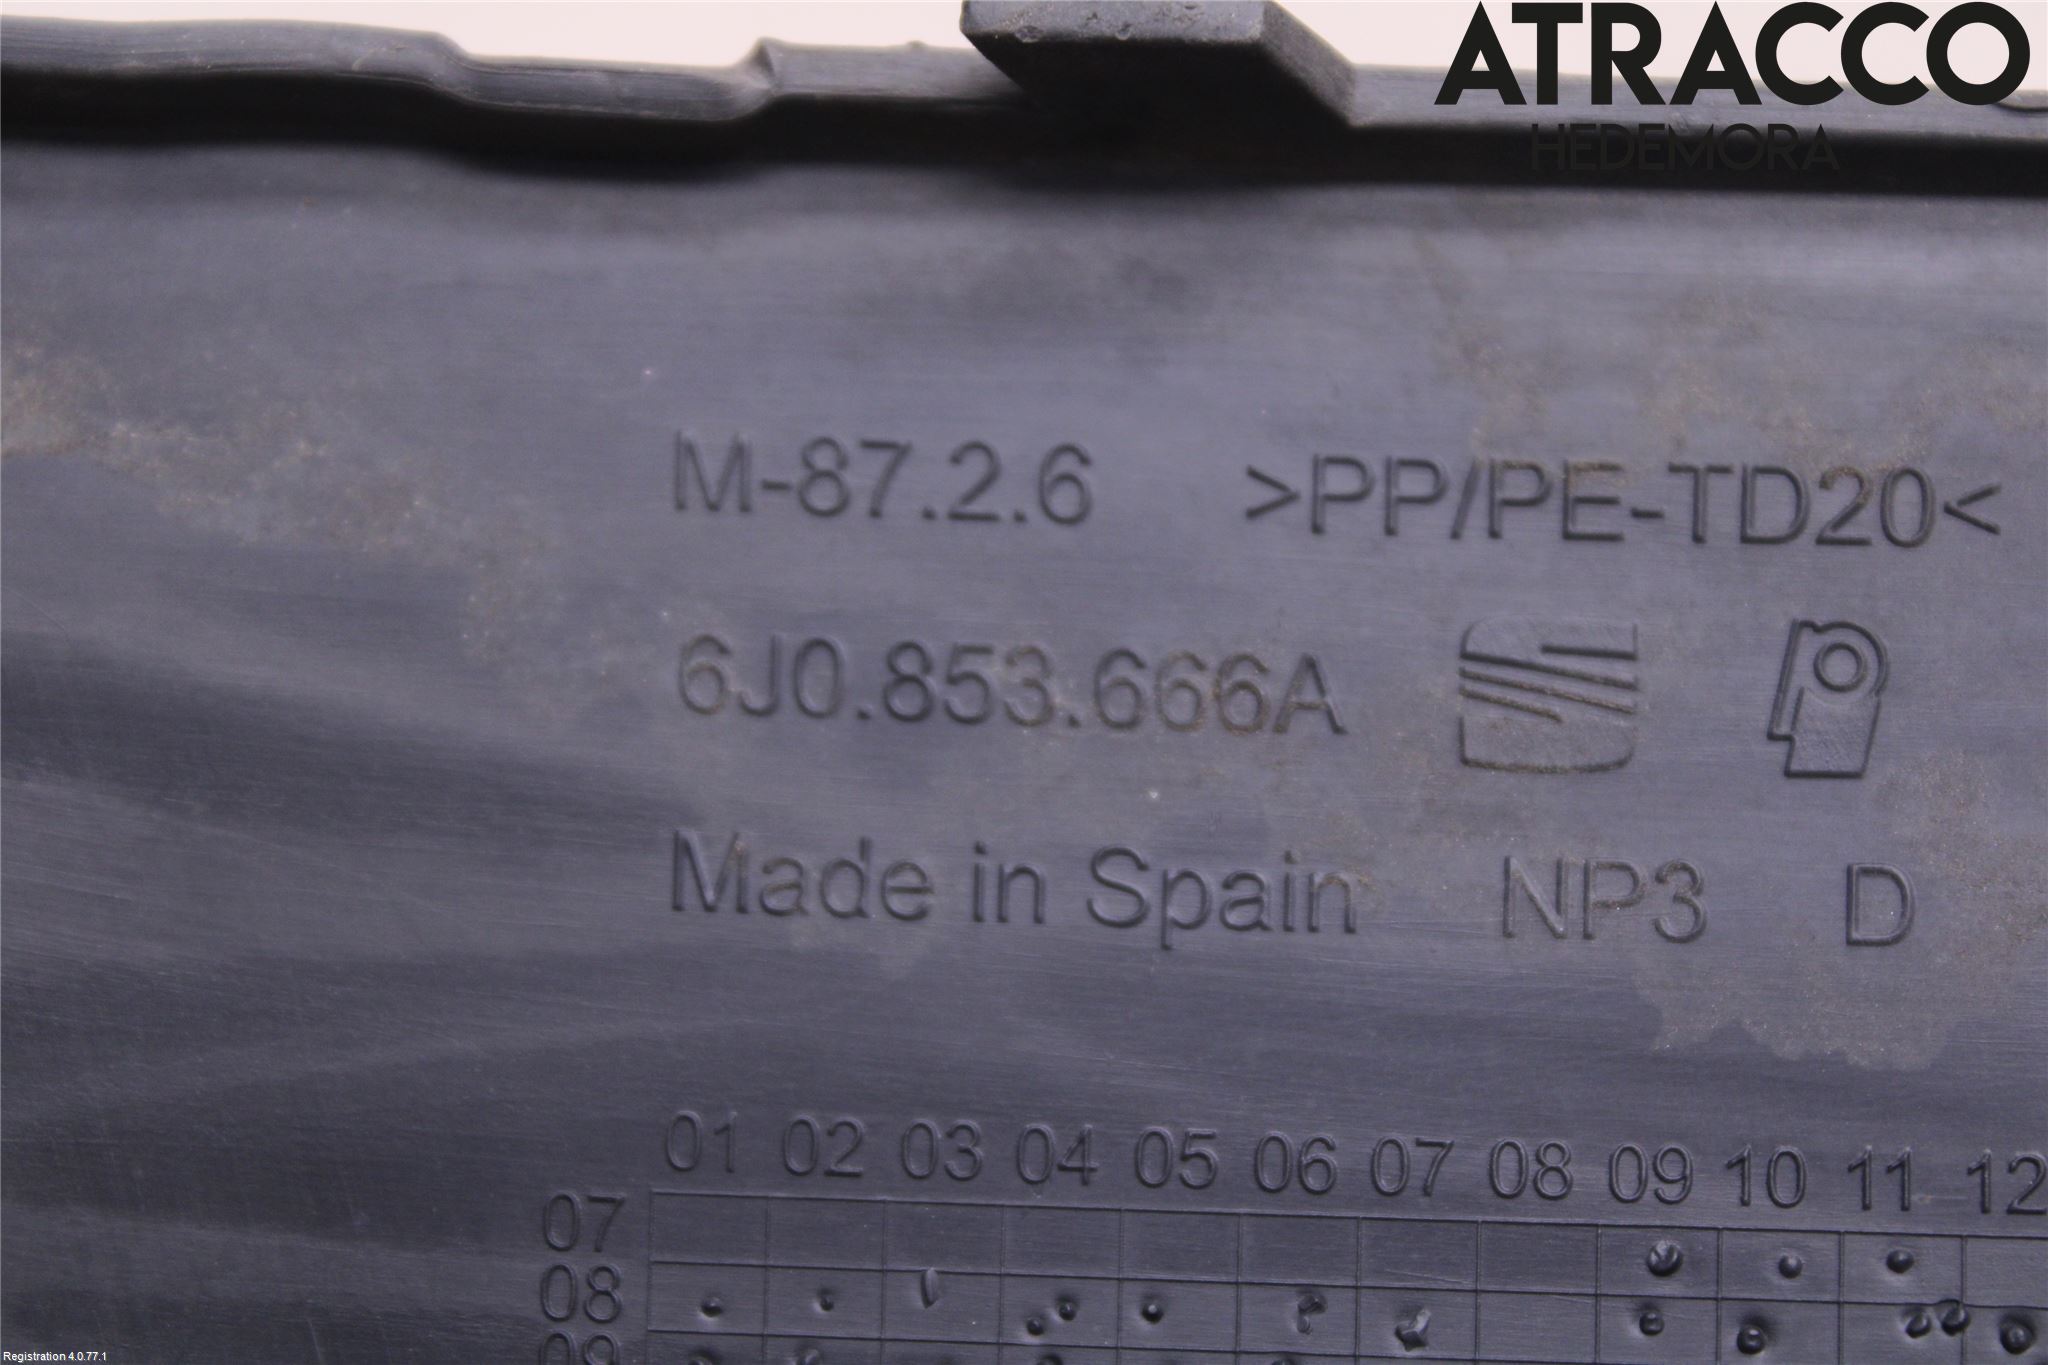 ATRACCO
HEDEMORA
M-87.2.6 >PP/PE-TD20<
6J0.853.666A
Made in Spain NP3 D
01 02 03 04 05 06 07 08 09 10 11 12
07
08
09
Registration 4.0.77.1